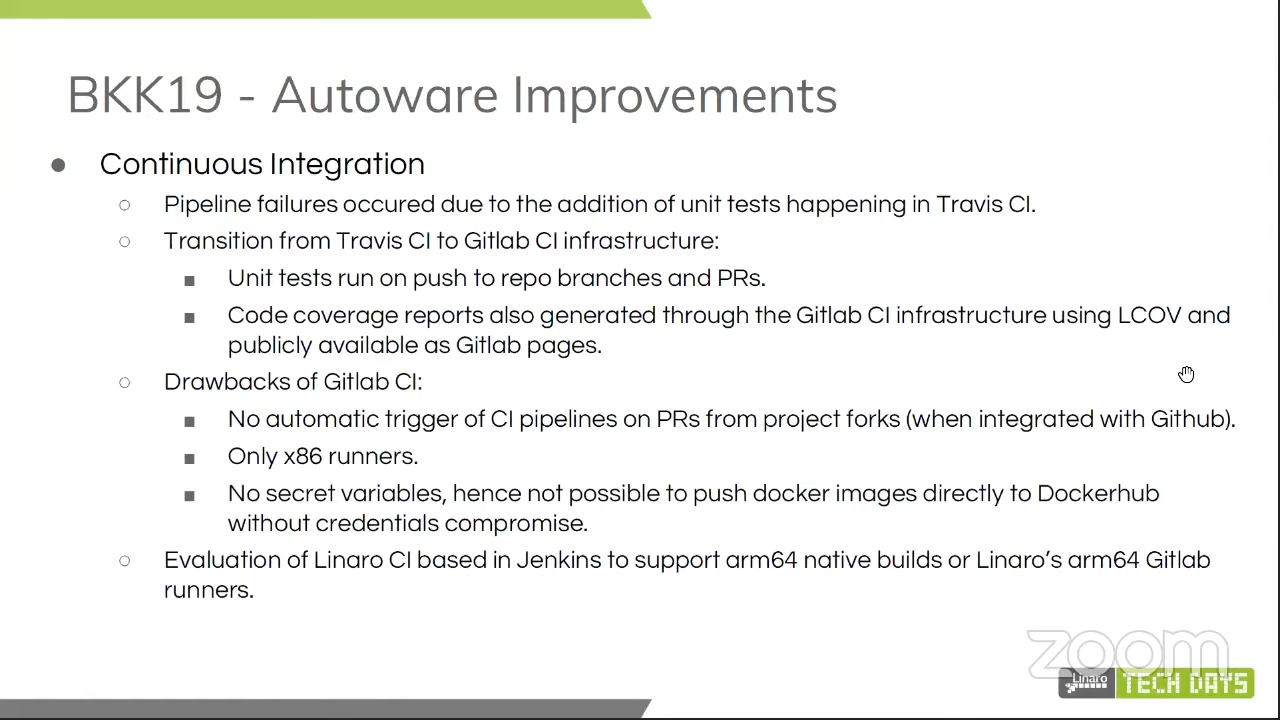 BKK19 - Autoware Improvements
Continuous Integration
Pipeline failures occured due to the addition of unit tests happening in Travis CI.
Transition from Travis CI to Gitlab CI infrastructure:
Unit tests run on push to repo branches and PRs.
Code coverage reports also generated through the Gitlab CI infrastructure using LCOV and
publicly available as Gitlab pages.
Drawbacks of Gitlab CI:
No automatic trigger of CI pipelines on PRs from project forks (when integrated with Github).
Only x86 runners.
No secret variables, hence not possible to push docker images directly to Dockerhub
without credentials compromise.
Evaluation of Linaro CI based in Jenkins to support arm64 native builds or Linaro’s arm64 Gitlab
runners.
zoom
Linaro TECH DAYS